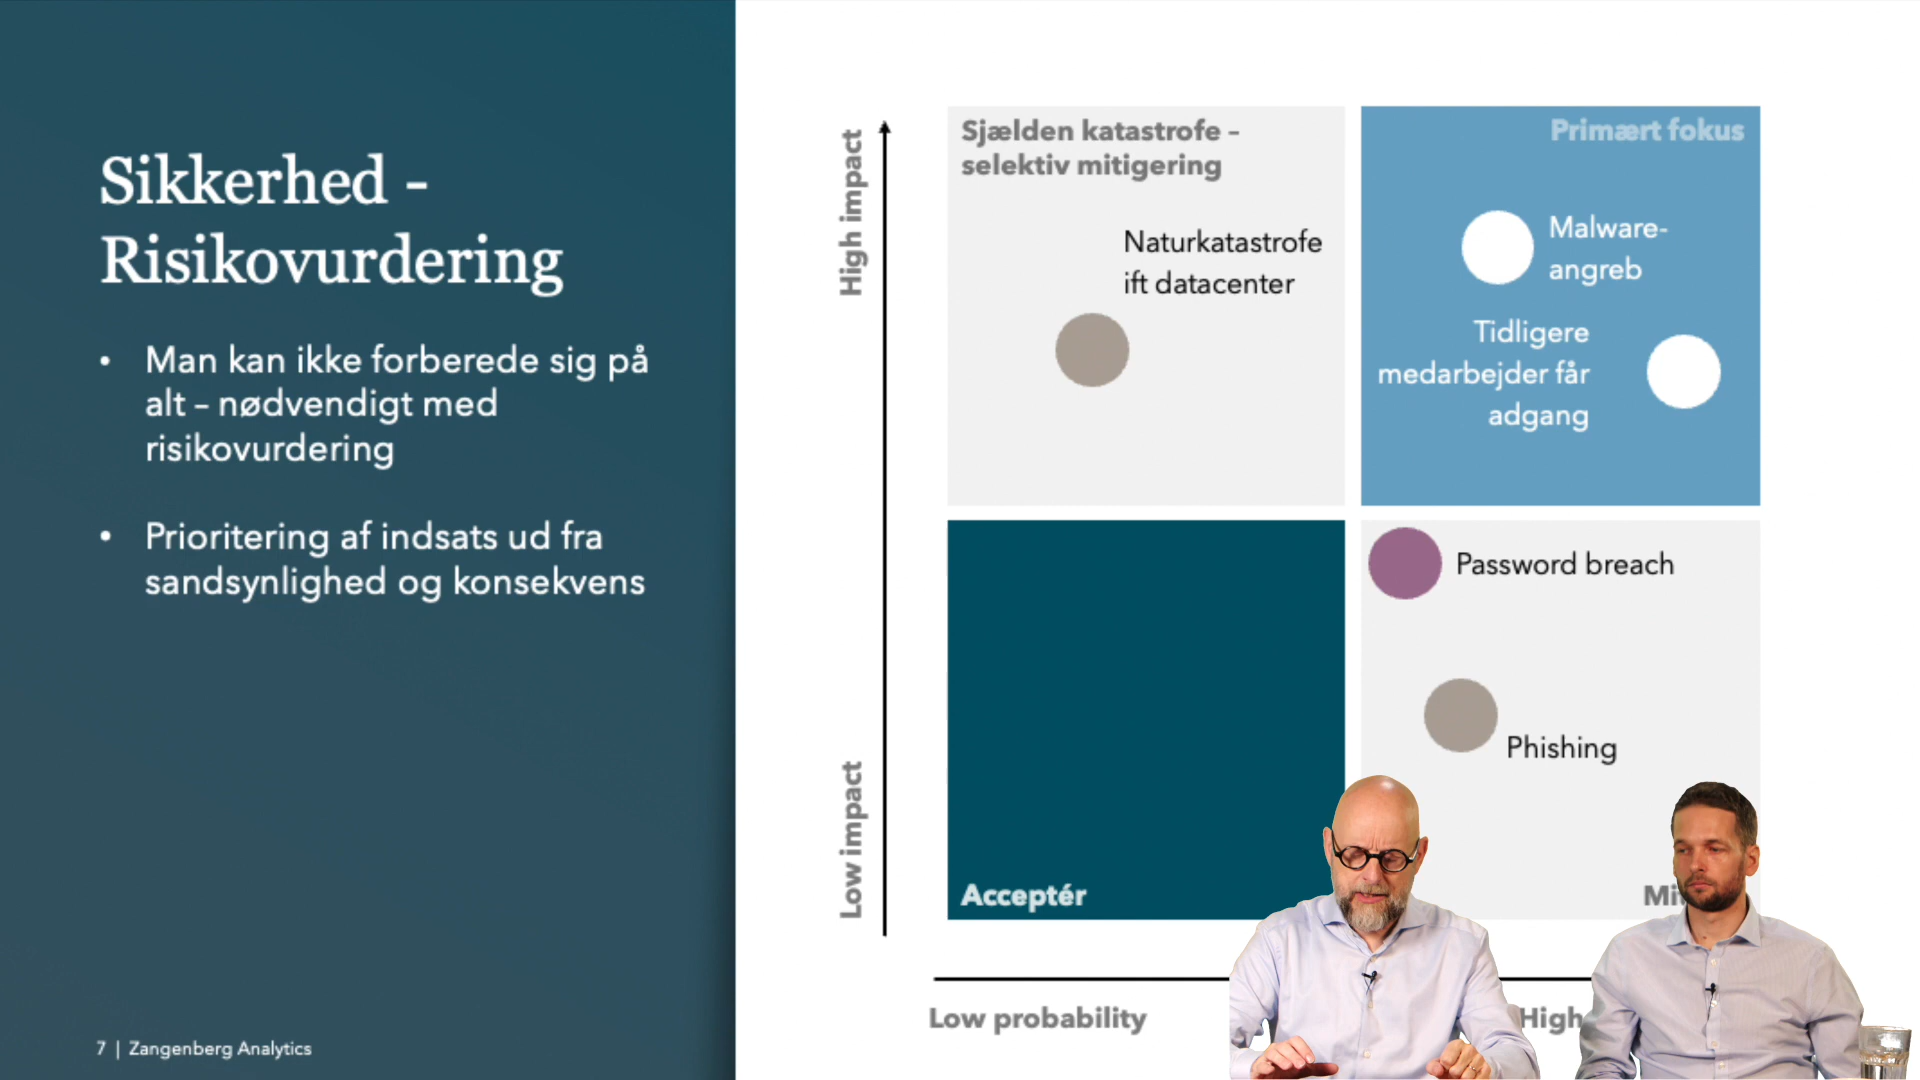 Sikkerhed -
Risikovurdering
• Man kan ikke forberede sig på
alt – nødvendigt med
risikovurdering
• Prioritering af indsats ud fra
sandsynlighed og konsekvens
7 | Zangenberg Analytics
High impact
Low impact
Sjælden katastrofe –
selektiv mitigering
Naturkatastrofe
ift datacenter
Primært fokus
Malware-
angreb
Tidligere
medarbejder får
adgang
Acceptér
Password breach
Phishing
Low probability
High